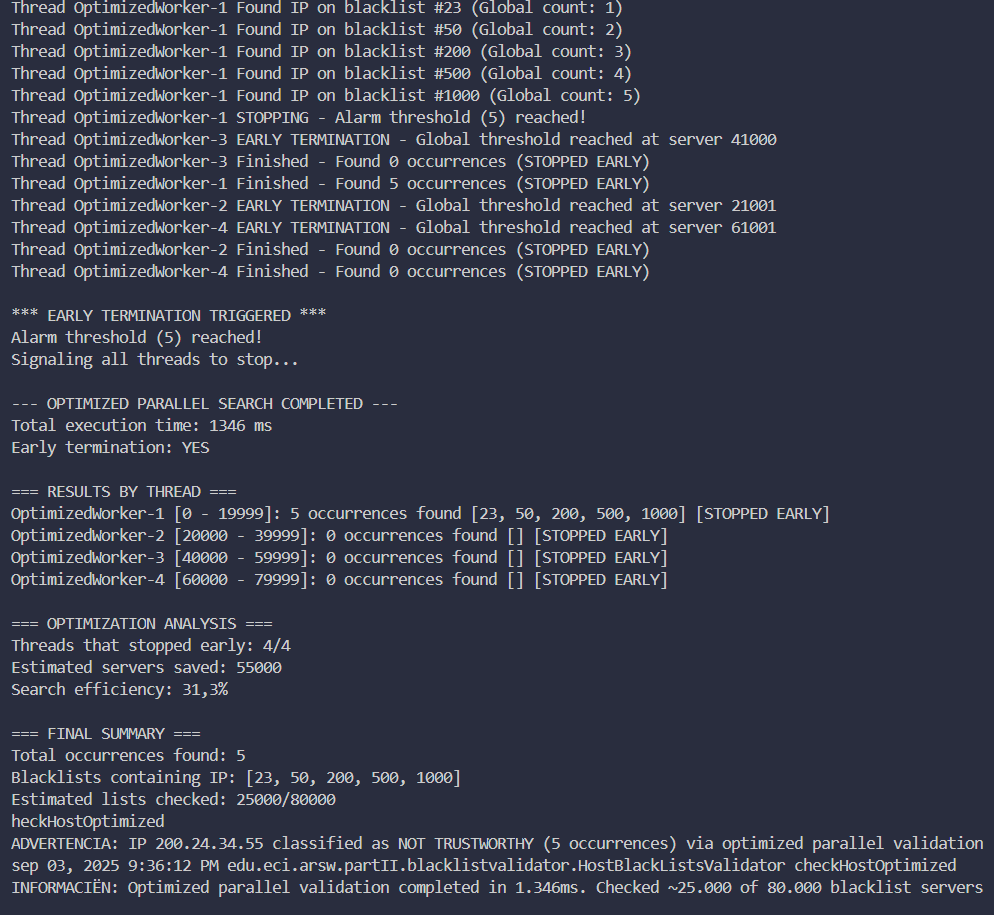 Thread OptimizedWorker-1 Found IP on blacklist #23 (Global count: 1)
Thread OptimizedWorker-1 Found IP on blacklist #50 (Global count: 2)
Thread OptimizedWorker-1 Found IP on blacklist #200 (Global count: 3)
Thread OptimizedWorker-1 Found IP on blacklist #500 (Global count: 4)
Thread OptimizedWorker-1 Found IP on blacklist #1000 (Global count: 5)
Thread OptimizedWorker-1 STOPPING - Alarm threshold (5) reached!
Thread OptimizedWorker-3 EARLY TERMINATION - Global threshold reached at server 41000
Thread OptimizedWorker-3 Finished - Found 0 occurrences (STOPPED EARLY)
Thread OptimizedWorker-1 Finished - Found 5 occurrences (STOPPED EARLY)
Thread OptimizedWorker-2 EARLY TERMINATION - Global threshold reached at server 21001
Thread OptimizedWorker-4 EARLY TERMINATION - Global threshold reached at server 61001
Thread OptimizedWorker-2 Finished - Found 0 occurrences (STOPPED EARLY)
Thread OptimizedWorker-4 Finished - Found 0 occurrences (STOPPED EARLY)

*** EARLY TERMINATION TRIGGERED ***
Alarm threshold (5) reached!
Signaling all threads to stop...

--- OPTIMIZED PARALLEL SEARCH COMPLETED ---
Total execution time: 1346 ms
Early termination: YES

=== RESULTS BY THREAD ===
OptimizedWorker-1 [0 - 19999]: 5 occurrences found [23, 50, 200, 500, 1000] [STOPPED EARLY]
OptimizedWorker-2 [20000 - 39999]: 0 occurrences found [] [STOPPED EARLY]
OptimizedWorker-3 [40000 - 59999]: 0 occurrences found [] [STOPPED EARLY]
OptimizedWorker-4 [60000 - 79999]: 0 occurrences found [] [STOPPED EARLY]

=== OPTIMIZATION ANALYSIS ===
Threads that stopped early: 4/4
Estimated servers saved: 55000
Search efficiency: 31,3%

=== FINAL SUMMARY ===
Total occurrences found: 5
Blacklists containing IP: [23, 50, 200, 500, 1000]
Estimated lists checked: 25000/80000
heckHostOptimized
ADVERTENCIA: IP 200.24.34.55 classified as NOT TRUSTWORTHY (5 occurrences) via optimized parallel validation
sep 03, 2025 9:36:12 PM edu.eci.arsw.partII.blacklistvalidator.HostBlackListsValidator checkHostOptimized
INFORMACIËN: Optimized parallel validation completed in 1.346ms. Checked ~25.000 of 80.000 blacklist servers